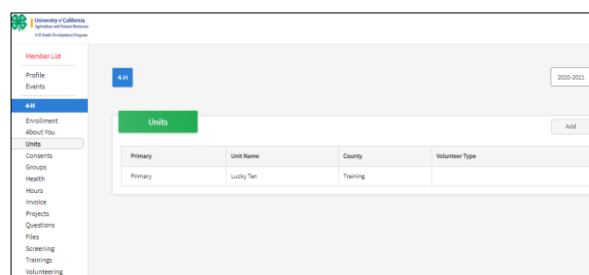 University of California
Agriculture and Natural Resources
4-H Youth Development Program
Member List
Profile
Events
4-H
Enrollment
About You
Units
Consents
Groups
Health
Hours
Invoice
Projects
Questions
Files
Screening
Trainings
Volunteering
4-H
2020-2021
Units
Add
Primary Unit Name County Volunteer Type
Primary Lucky Ten Training